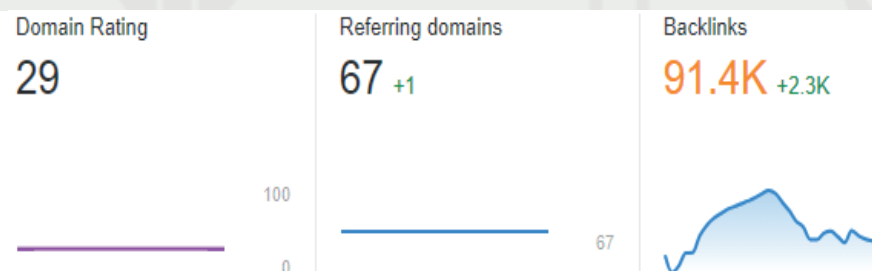 Domain Rating
29
100
0
Referring domains
67 +1
67
Backlinks
91.4K +2.3K